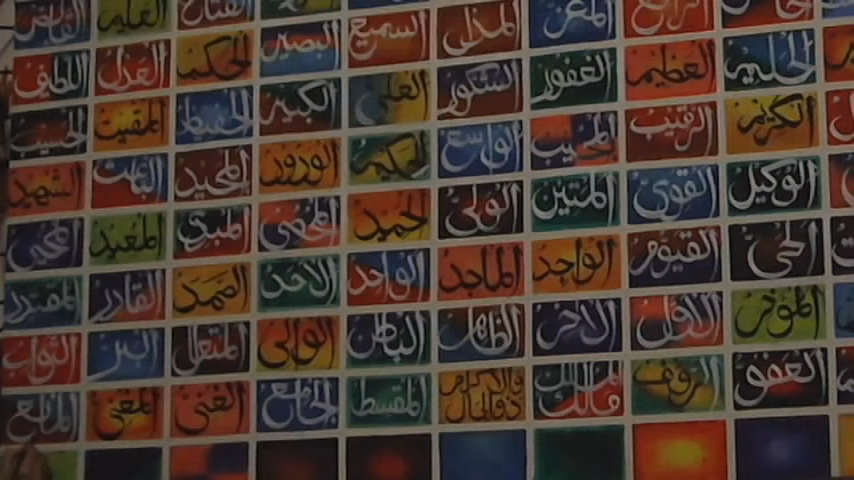 الفتاح العليم القابض
الخافض الرافع المعز المذل السميع البصير الحكم العدل اللطيف
الحليم العظيم الغفور الشكور العلي الكبير الحفيظ المقيت الحسيب
الكريم الرقيب المجيب الواسع الحكيم الودود المجيد الباعث الشهيد
الوكيل القوي المتين الولي الحميد المحصي المبدئ المعيد المحيي
الحي القيوم الواجد الماجد الواحد الأحد الصمد القادر المقتدر
المؤخر الأول الآخر الظاهر الباطن الوالي المتعال البر التواب
العفو الرؤوف مالك الملك ذو الجلال والإكرام المقسط الجامع الغني المغني المانع